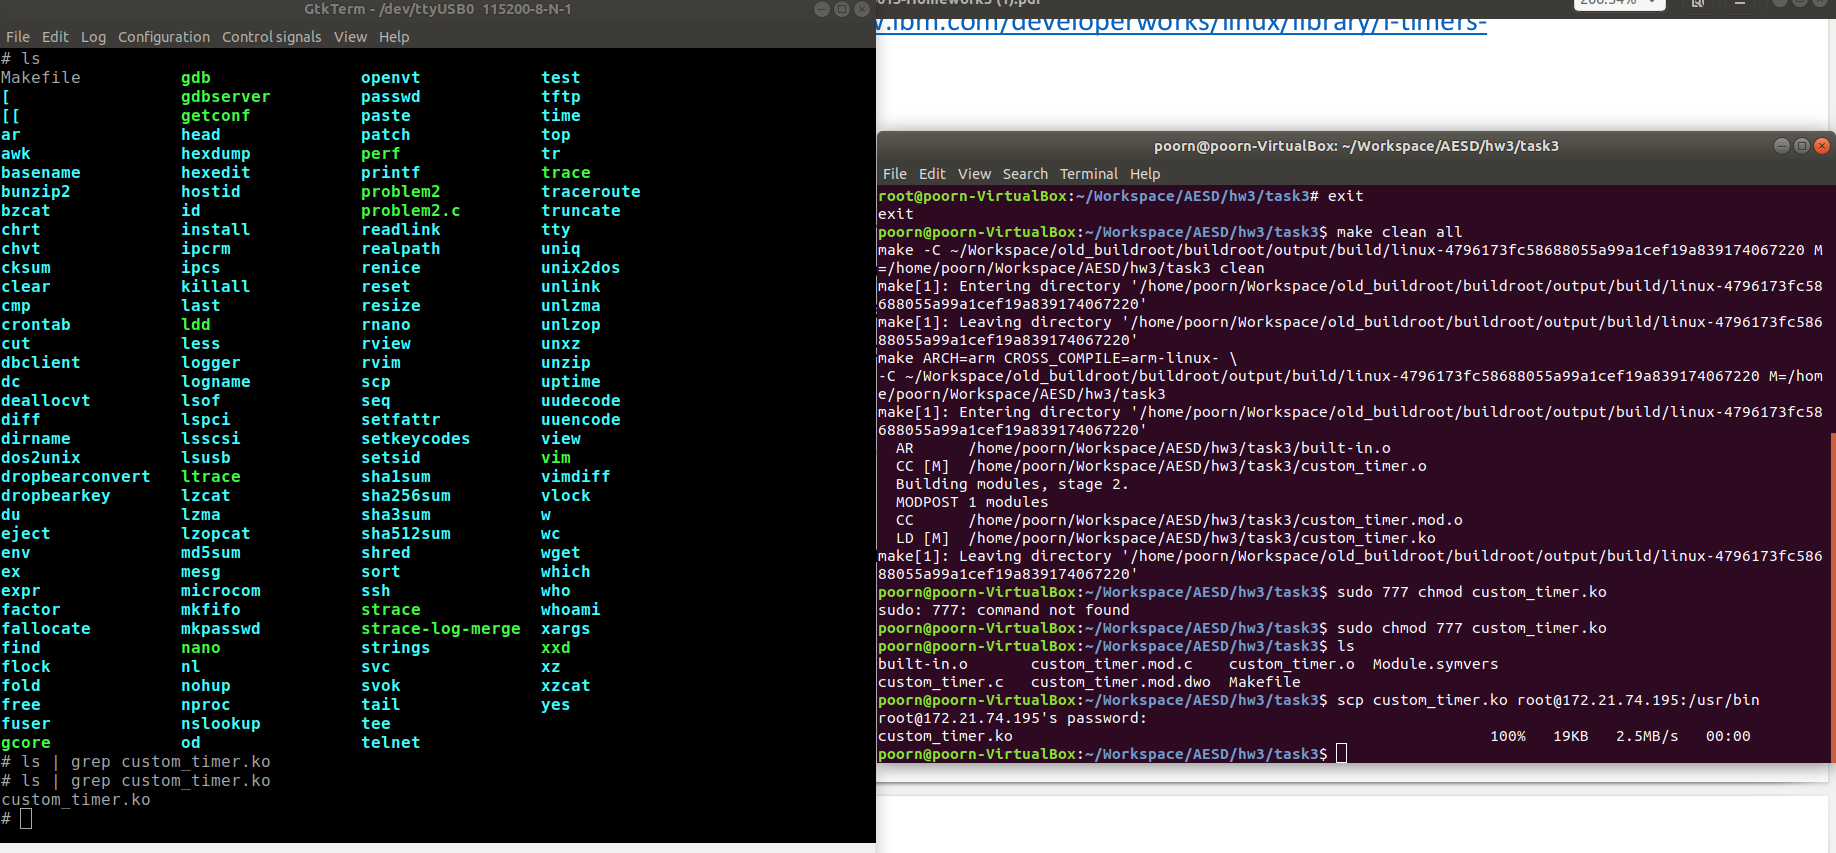 GtkTerm - /dev/ttyUSB0 115200-8-N-1
File Edit Log Configuration Control signals View Help
# ls
Makefile gdb openvt test
[ gdbserver passwd tftp
[[ getconf paste time
ar head patch top
awk hexdump perf tr
basename hexedit printf trace
bunzip2 hostid problem2 traceroute
bzcat id problem2.c truncate
chrt install readlink tty
chvt ipcrm realpath uniq
cksum ipcs renice unix2dos
clear killall reset unlink
cmp last resize unlzma
crontab ldd rnano unlzop
cut less rview unxz
dbclient logger rvim unzip
dc logname scp uptime
deallocvt lsof seq uudecode
diff lspci setfattr uuencode
dirname lsscsi setkeycodes view
dos2unix lsusb setsid vim
dropbearconvert ltrace sha1sum vimdiff
dropbearkey lzcat sha256sum vlock
du lzma sha3sum w
eject lzopcat sha512sum wc
env md5sum shred wget
ex mesg sort which
expr microcom ssh who
factor mkfifo strace whoami
fallocate mkpasswd strace-log-merge xargs
find nano strings xxd
flock nl svc xz
fold nohup svok xzcat
free nproc tail yes
fuser nslookup tee
gcore od telnet
# ls | grep custom_timer.ko
# ls | grep custom_timer.ko
custom_timer.ko
#
.ibm.com/developerworks/linux/library/l-timers-
poorn@poorn-VirtualBox: ~/Workspace/AESD/hw3/task3
File Edit View Search Terminal Help
root@poorn-VirtualBox:~/Workspace/AESD/hw3/task3# exit
exit
poorn@poorn-VirtualBox:~/Workspace/AESD/hw3/task3$ make clean all
make -C ~/Workspace/old_buildroot/buildroot/output/build/linux-4796173fc58688055a99a1cef19a839174067220 M
=/home/poorn/Workspace/AESD/hw3/task3 clean
make[1]: Entering directory '/home/poorn/Workspace/old_buildroot/buildroot/output/build/linux-4796173fc58
688055a99a1cef19a839174067220'
make[1]: Leaving directory '/home/poorn/Workspace/old_buildroot/buildroot/output/build/linux-4796173fc586
88055a99a1cef19a839174067220'
make ARCH=arm CROSS_COMPILE=arm-linux- \
-C ~/Workspace/old_buildroot/buildroot/output/build/linux-4796173fc58688055a99a1cef19a839174067220 M=/hom
e/poorn/Workspace/AESD/hw3/task3
make[1]: Entering directory '/home/poorn/Workspace/old_buildroot/buildroot/output/build/linux-4796173fc58
688055a99a1cef19a839174067220'
AR /home/poorn/Workspace/AESD/hw3/task3/built-in.o
CC [M] /home/poorn/Workspace/AESD/hw3/task3/custom_timer.o
Building modules, stage 2.
MODPOST 1 modules
CC /home/poorn/Workspace/AESD/hw3/task3/custom_timer.mod.o
LD [M] /home/poorn/Workspace/AESD/hw3/task3/custom_timer.ko
make[1]: Leaving directory '/home/poorn/Workspace/old_buildroot/buildroot/output/build/linux-4796173fc586
88055a99a1cef19a839174067220'
poorn@poorn-VirtualBox:~/Workspace/AESD/hw3/task3$ sudo 777 chmod custom_timer.ko
sudo: 777: command not found
poorn@poorn-VirtualBox:~/Workspace/AESD/hw3/task3$ sudo chmod 777 custom_timer.ko
poorn@poorn-VirtualBox:~/Workspace/AESD/hw3/task3$ ls
built-in.o custom_timer.mod.c custom_timer.o Module.symvers
custom_timer.c custom_timer.mod.dwo Makefile
poorn@poorn-VirtualBox:~/Workspace/AESD/hw3/task3$ scp custom_timer.ko root@172.21.74.195:/usr/bin
root@172.21.74.195's password:
custom_timer.ko 100% 19KB 2.5MB/s 00:00
poorn@poorn-VirtualBox:~/Workspace/AESD/hw3/task3$